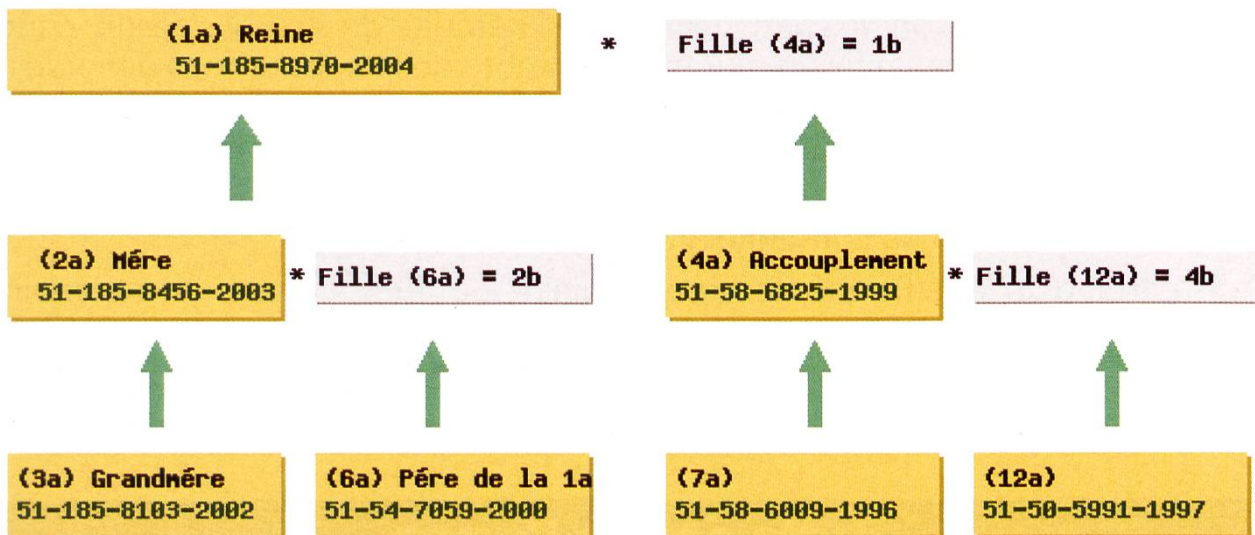 (1a) Reine
51-185-8970-2004
*
Fille (4a) = 1b
(2a) Mére
51-185-8456-2003
*
Fille (6a) = 2b
(4a) Accouplement
51-58-6825-1999
*
Fille (12a) = 4b
(3a) Grandmére
51-185-8103-2002
(6a) Pére de la 1a
51-54-7059-2000
(7a)
51-58-6009-1996
(12a)
51-50-5991-1997